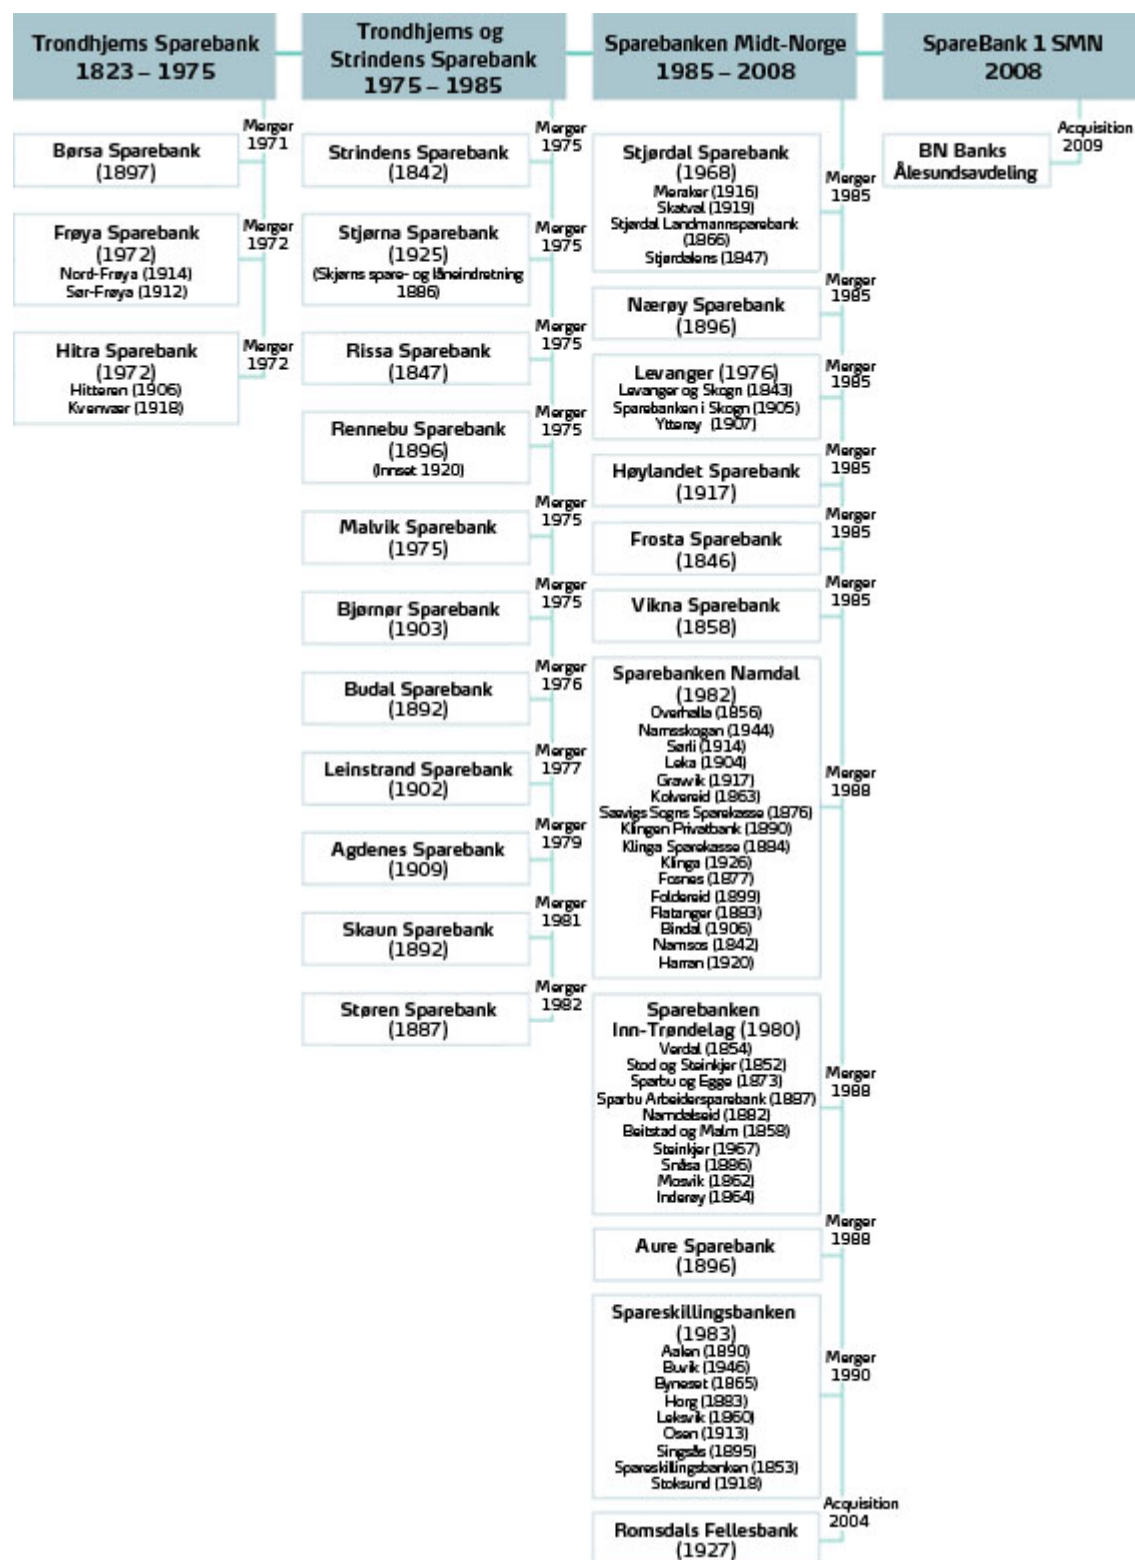 Trondhjems Sparebank
1823 – 1975
Merger
1971
Børsa Sparebank
(1897)
Merger
1972
Frøya Sparebank
(1972)
Nord-Frøya (1914)
Sør-Frøya (1912)
Merger
1972
Hitra Sparebank
(1972)
Hitteren (1906)
Kvenvær (1918)
Trondhjems og
Strindens Sparebank
1975 – 1985
Merger
1975
Strindens Sparebank
(1842)
Merger
1975
Stjørna Sparebank
(1925)
(Skjørns spare- og låneindretning
1886)
Merger
1975
Rissa Sparebank
(1847)
Merger
1975
Rennebu Sparebank
(1896)
(Innset 1920)
Merger
1975
Malvik Sparebank
(1975)
Merger
1975
Bjørnør Sparebank
(1903)
Merger
1976
Budal Sparebank
(1892)
Merger
1977
Leinstrand Sparebank
(1902)
Merger
1979
Agdenes Sparebank
(1909)
Merger
1981
Skaun Sparebank
(1892)
Merger
1982
Støren Sparebank
(1887)
Sparebanken Midt-Norge
1985 – 2008
Stjørdal Sparebank
(1968)
Meraker (1916)
Skatval (1919)
Stjørdal Landmannsparebank
(1866)
Stjørdalens (1847)
Merger
1985
Merger
1985
Nærøy Sparebank
(1896)
Merger
1985
Levanger (1976)
Levanger og Skogn (1843)
Sparebanken i Skogn (1905)
Ytterøy (1907)
Merger
1985
Høylandet Sparebank
(1917)
Merger
1985
Frosta Sparebank
(1846)
Merger
1985
Vikna Sparebank
(1858)
Sparebanken Namdal
(1982)
Overhalla (1856)
Namsskogan (1944)
Sørli (1914)
Leka (1904)
Gravvik (1917)
Kolvereid (1863)
Sævigs Sogns Sparekasse (1876)
Klingen Privatbank (1890)
Klinga Sparekasse (1884)
Klinga (1926)
Fosnes (1877)
Foldereid (1899)
Flatanger (1883)
Bindal (1906)
Namsos (1842)
Harran (1920)
Merger
1988
Sparebanken
Inn-Trøndelag (1980)
Verdal (1854)
Stod og Steinkjer (1852)
Sparbu og Egge (1873)
Sparbu Arbeidersparebank (1887)
Namdalseid (1882)
Beitstad og Malm (1858)
Steinkjer (1967)
Snåsa (1886)
Mosvik (1862)
Inderøy (1864)
Merger
1988
Merger
1988
Aure Sparebank
(1896)
Spareskillingsbanken
(1983)
Aalen (1890)
Buvik (1946)
Byneset (1865)
Horg (1883)
Leksvik (1860)
Osen (1913)
Singsås (1895)
Spareskillingsbanken (1853)
Stoksund (1918)
Merger
1990
Acquisition
2004
Romsdals Fellesbank
(1927)
SpareBank 1 SMN
2008
Acquisition
2009
BN Banks
Ålesundsavdeling